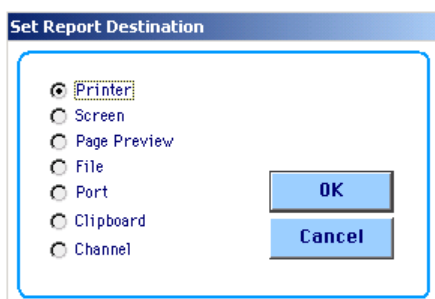 Set Report Destination
Printer
Screen
Page Preview
File
Port
Clipboard
Channel
OK
Cancel